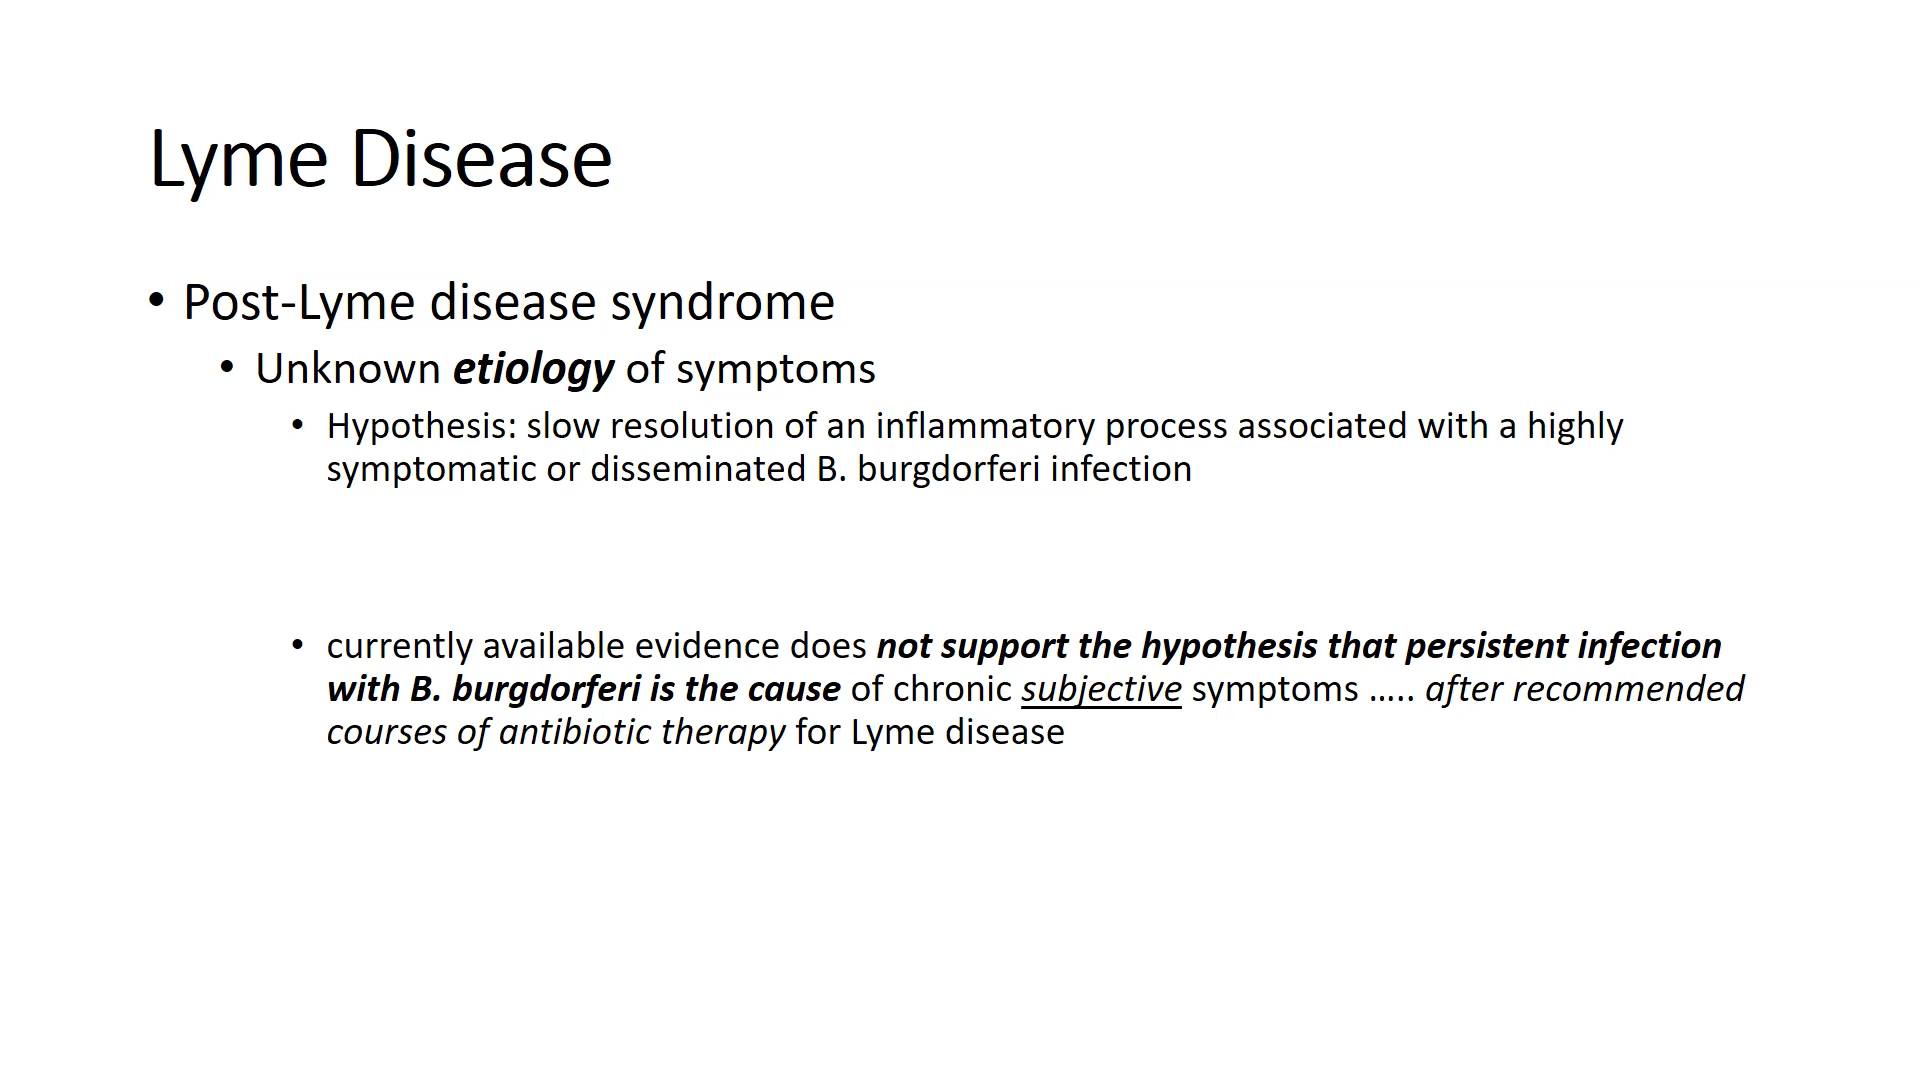 Lyme Disease
• Post-Lyme disease syndrome
• Unknown etiology of symptoms
• Hypothesis: slow resolution of an inflammatory process associated with a highly
symptomatic or disseminated B. burgdorferi infection
• currently available evidence does not support the hypothesis that persistent infection
with B. burgdorferi is the cause of chronic subjective symptoms ..... after recommended
courses of antibiotic therapy for Lyme disease